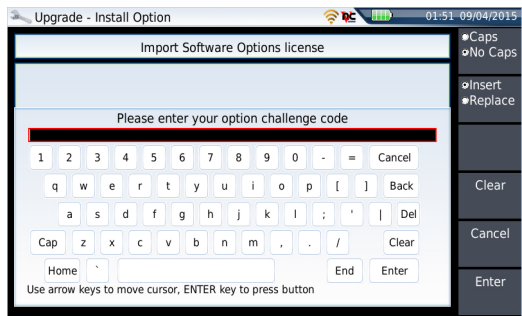 Upgrade - Install Option 01:51 09/04/2015
Import Software Options license
Please enter your option challenge code
1 2 3 4 5 6 7 8 9 0 - = Cancel
q w e r t y u i o p [ ] Back
a s d f g h j k l ; ' | Del
Cap z x c v b n m , . / Clear
Home ` End Enter
Use arrow keys to move cursor, ENTER key to press button
Caps
No Caps
Insert
Replace
Clear
Cancel
Enter